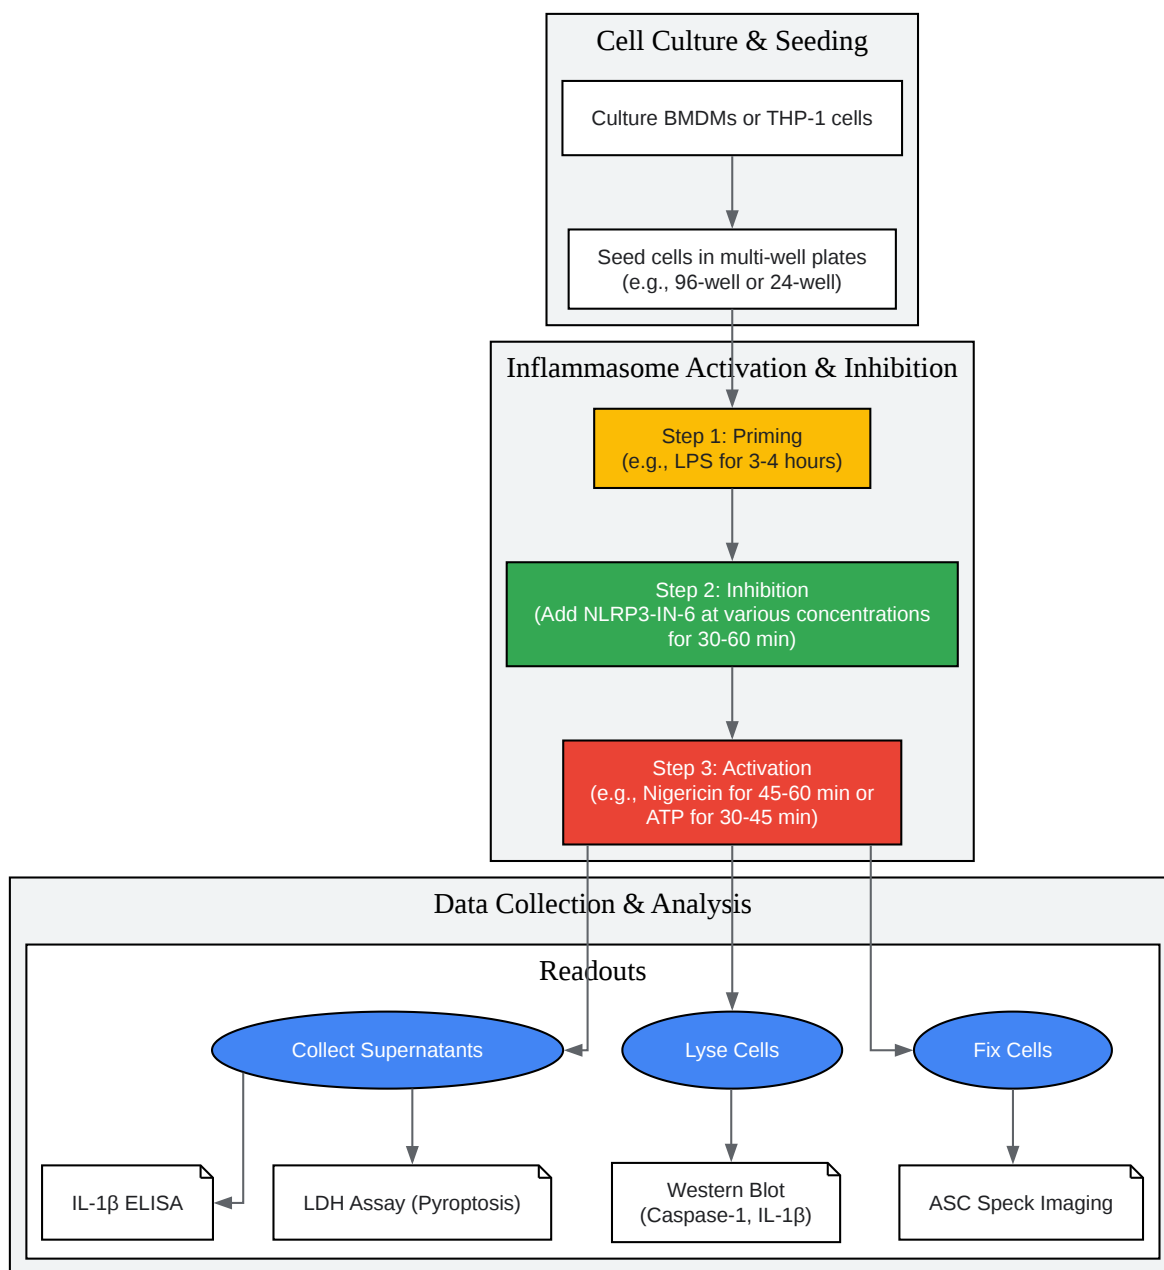 Cell Culture & Seeding
Culture BMDMs or THP-1 cells
Seed cells in multi-well plates
(e.g., 96-well or 24-well)
Inflammasome Activation & Inhibition
Step 1: Priming
(e.g., LPS for 3-4 hours)
Step 2: Inhibition
(Add NLRP3-IN-6 at various concentrations
for 30-60 min)
Step 3: Activation
(e.g., Nigericin for 45-60 min or
ATP for 30-45 min)
Data Collection & Analysis
Readouts
Collect Supernatants
Lyse Cells
Fix Cells
IL-1β ELISA
LDH Assay (Pyroptosis)
Western Blot
(Caspase-1, IL-1β)
ASC Speck Imaging